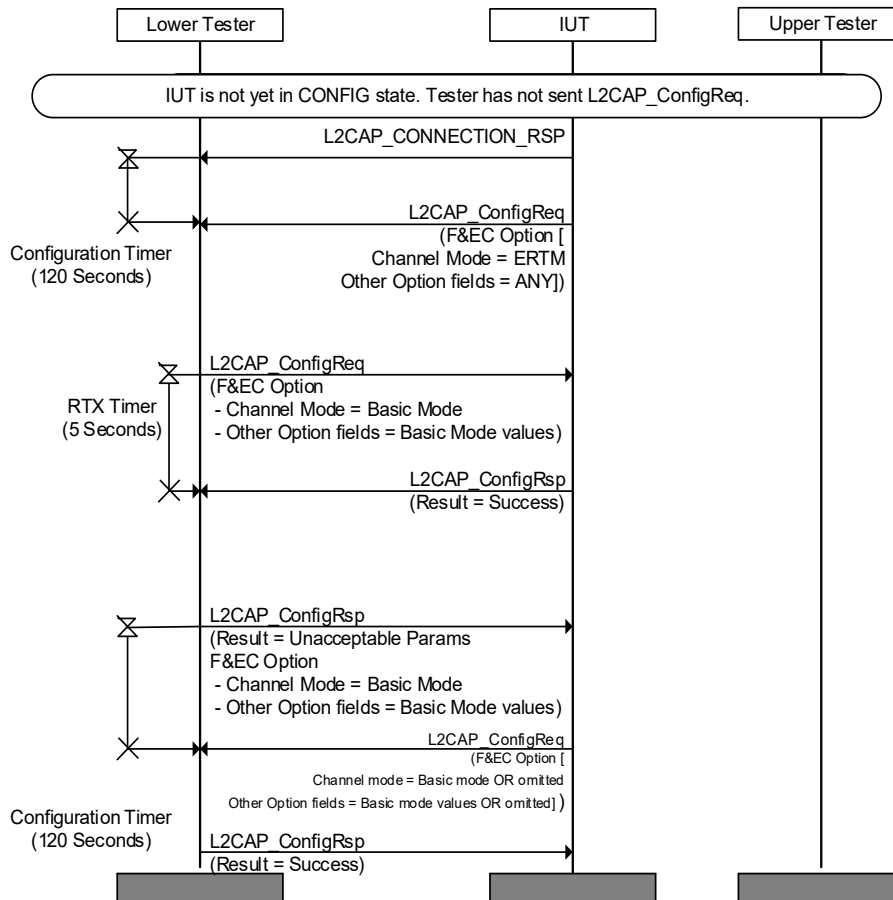 Lower Tester
IUT
Upper Tester
IUT is not yet in CONFIG state. Tester has not sent L2CAP_ConfigReq.
L2CAP_CONNECTION_RSP
L2CAP_ConfigReq
(F&EC Option [
Channel Mode = ERTM
Other Option fields = ANY])
Configuration Timer
(120 Seconds)
L2CAP_ConfigReq
(F&EC Option
- Channel Mode = Basic Mode
- Other Option fields = Basic Mode values)
RTX Timer
(5 Seconds)
L2CAP_ConfigRsp
(Result = Success)
L2CAP_ConfigRsp
(Result = Unacceptable Params
F&EC Option
- Channel Mode = Basic Mode
- Other Option fields = Basic Mode values)
L2CAP_ConfigReq
(F&EC Option [
Channel mode = Basic mode OR omitted
Other Option fields = Basic mode values OR omitted] )
Configuration Timer
(120 Seconds)
L2CAP_ConfigRsp
(Result = Success)